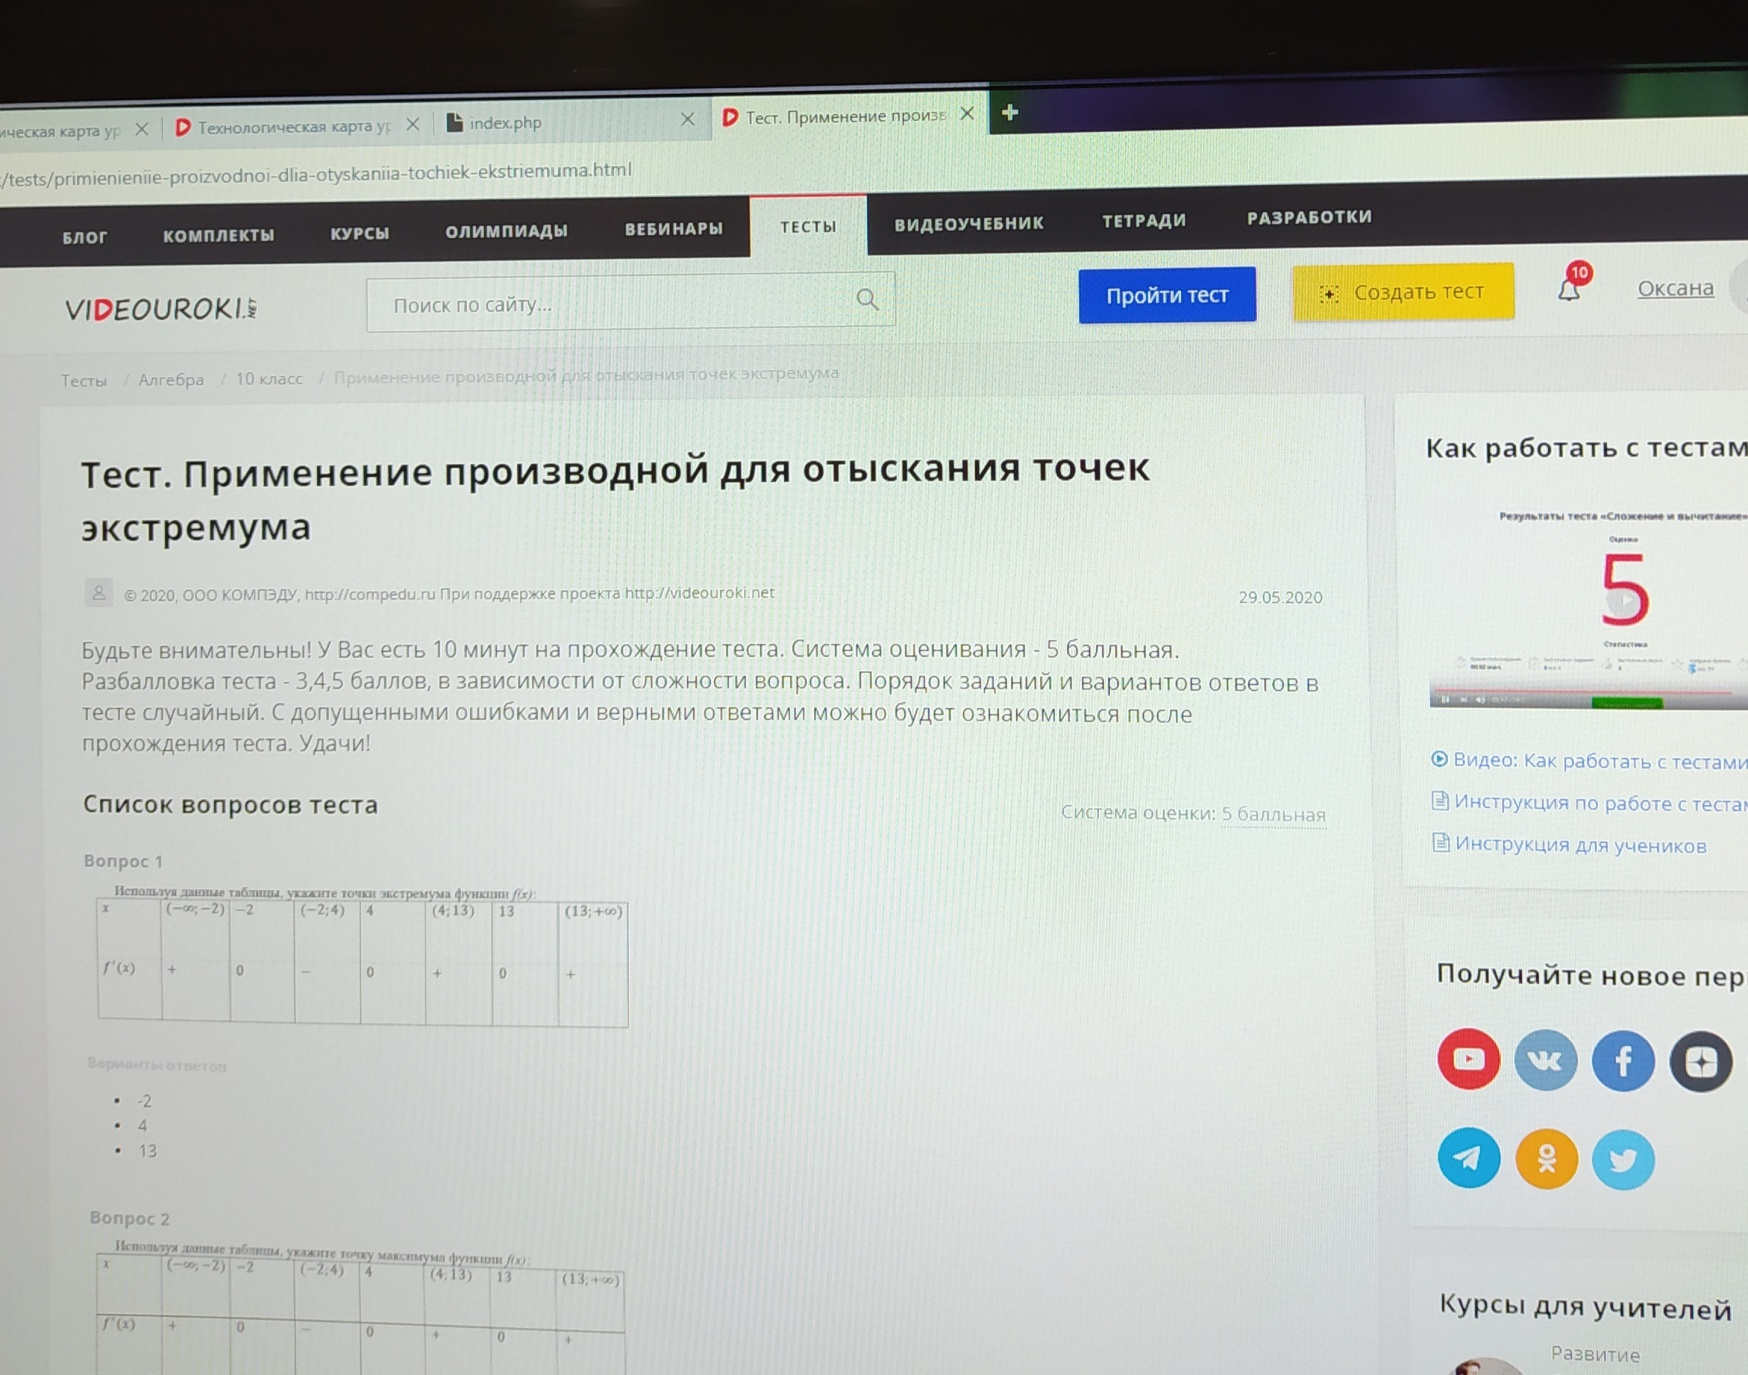 ическая карта ур
Технологическая карта ур
index.php
Тест. Применение произв
/tests/primienieniie-proizvodnoi-dlia-otyskaniia-tochiek-ekstriemuma.html
БЛОГ КОМПЛЕКТЫ КУРСЫ ОЛИМПИАДЫ ВЕБИНАРЫ ТЕСТЫ ВИДЕОУЧЕБНИК ТЕТРАДИ РАЗРАБОТКИ
VIDEOUROKI.NET
Поиск по сайту...
Пройти тест
Создать тест
10
Оксана
Тесты / Алгебра / 10 класс / Применение производной для отыскания точек экстремума
Тест. Применение производной для отыскания точек
экстремума
© 2020, ООО КОМПЭДУ, http://compedu.ru При поддержке проекта http://videouroki.net
29.05.2020
Будьте внимательны! У Вас есть 10 минут на прохождение теста. Система оценивания - 5 балльная.
Разбалловка теста - 3,4,5 баллов, в зависимости от сложности вопроса. Порядок заданий и вариантов ответов в
тесте случайный. С допущенными ошибками и верными ответами можно будет ознакомиться после
прохождения теста. Удачи!
Список вопросов теста
Система оценки: 5 балльная
Вопрос 1
Используя данные таблицы, укажите точки экстремума функции f(x):
x (−∞; −2) −2 (−2;4) 4 (4;13) 13 (13;+∞)
f'(x) + 0 − 0 + 0 +
Варианты ответов
• -2
• 4
• 13
Вопрос 2
Используя данные таблицы, укажите точку максимума функции f(x):
x (−∞; −2) −2 (−2;4) 4 (4;13) 13 (13;+∞)
f'(x) + 0 − 0 + 0 +
Как работать с тестам
Результаты теста «Сложение и вычитание»
Оценка
5
Статистика
Видео: Как работать с тестами
Инструкция по работе с теста
Инструкция для учеников
Получайте новое пер
Курсы для учителей
Развитие